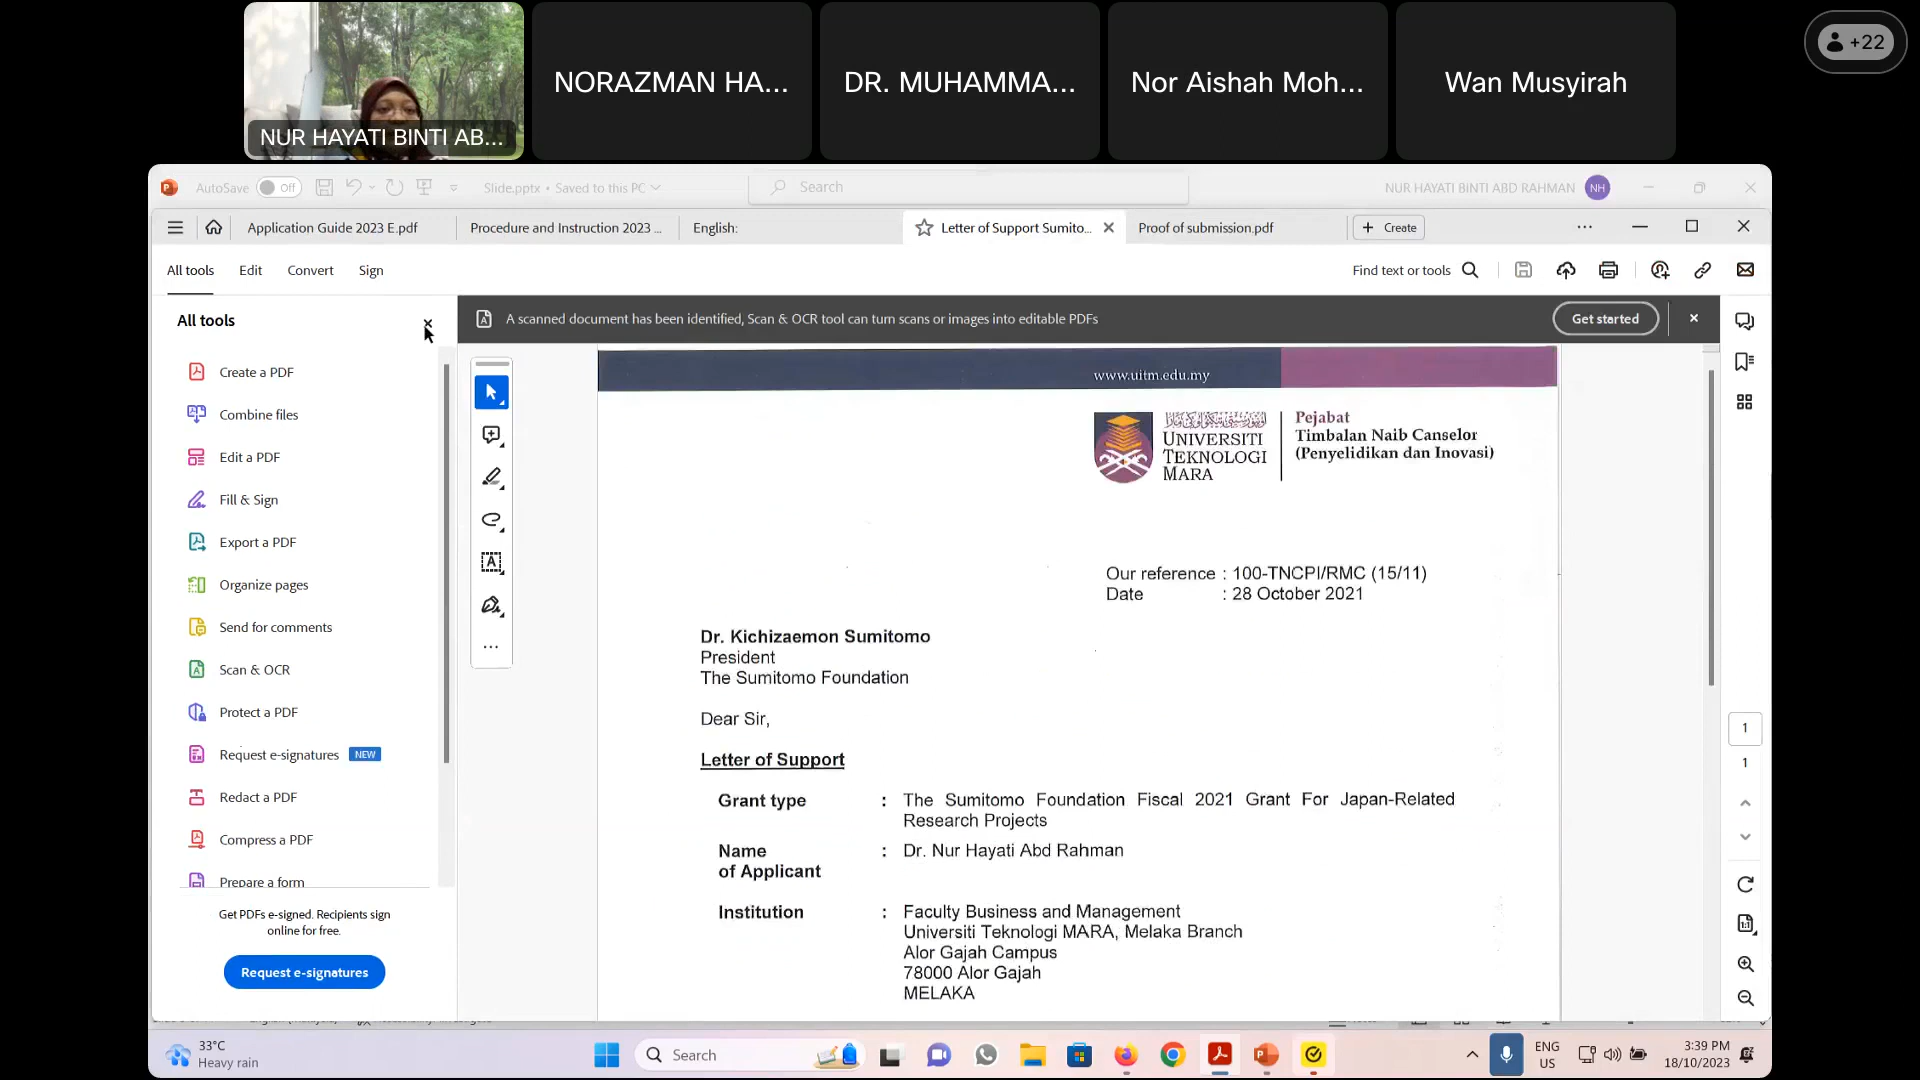 NUR HAYATI BINTI AB...
NORAZMAN HA...
DR. MUHAMMA...
Nor Aishah Moh...
Wan Musyirah
+22
AutoSave Off
Slide.pptx • Saved to this PC
Search
NUR HAYATI BINTI ABD RAHMAN NH
Application Guide 2023 E.pdf
Procedure and Instruction 2023 ...
English:
Letter of Support Sumito...
Proof of submission.pdf
+ Create
All tools
Edit
Convert
Sign
Find text or tools
All tools
A scanned document has been identified, Scan & OCR tool can turn scans or images into editable PDFs
Get started
Create a PDF
Combine files
Edit a PDF
Fill & Sign
Export a PDF
Organize pages
Send for comments
Scan & OCR
Protect a PDF
Request e-signatures NEW
Redact a PDF
Compress a PDF
Prepare a form
Get PDFs e-signed. Recipients sign
online for free.
Request e-signatures
www.uitm.edu.my
UNIVERSITI
TEKNOLOGI
MARA
Pejabat
Timbalan Naib Canselor
(Penyelidikan dan Inovasi)
Our reference : 100-TNCPI/RMC (15/11)
Date : 28 October 2021
Dr. Kichizaemon Sumitomo
President
The Sumitomo Foundation
Dear Sir,
Letter of Support
Grant type : The Sumitomo Foundation Fiscal 2021 Grant For Japan-Related
Research Projects
Name : Dr. Nur Hayati Abd Rahman
of Applicant
Institution : Faculty Business and Management
Universiti Teknologi MARA, Melaka Branch
Alor Gajah Campus
78000 Alor Gajah
MELAKA
1
1
33°C
Heavy rain
Search
ENG
US
3:39 PM
18/10/2023